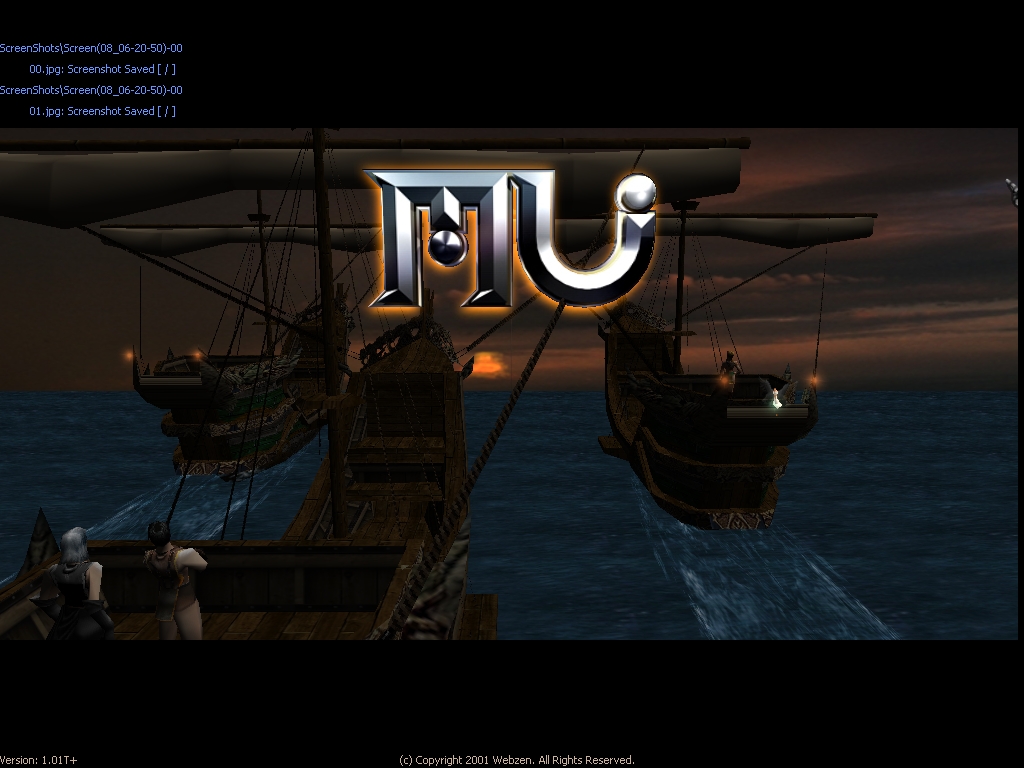 ScreenShots\Screen(08_06-20-50)-00
00.jpg: Screenshot Saved [ / ]
ScreenShots\Screen(08_06-20-50)-00
01.jpg: Screenshot Saved [ / ]
MU
Version: 1.01T+
(c) Copyright 2001 Webzen. All Rights Reserved.